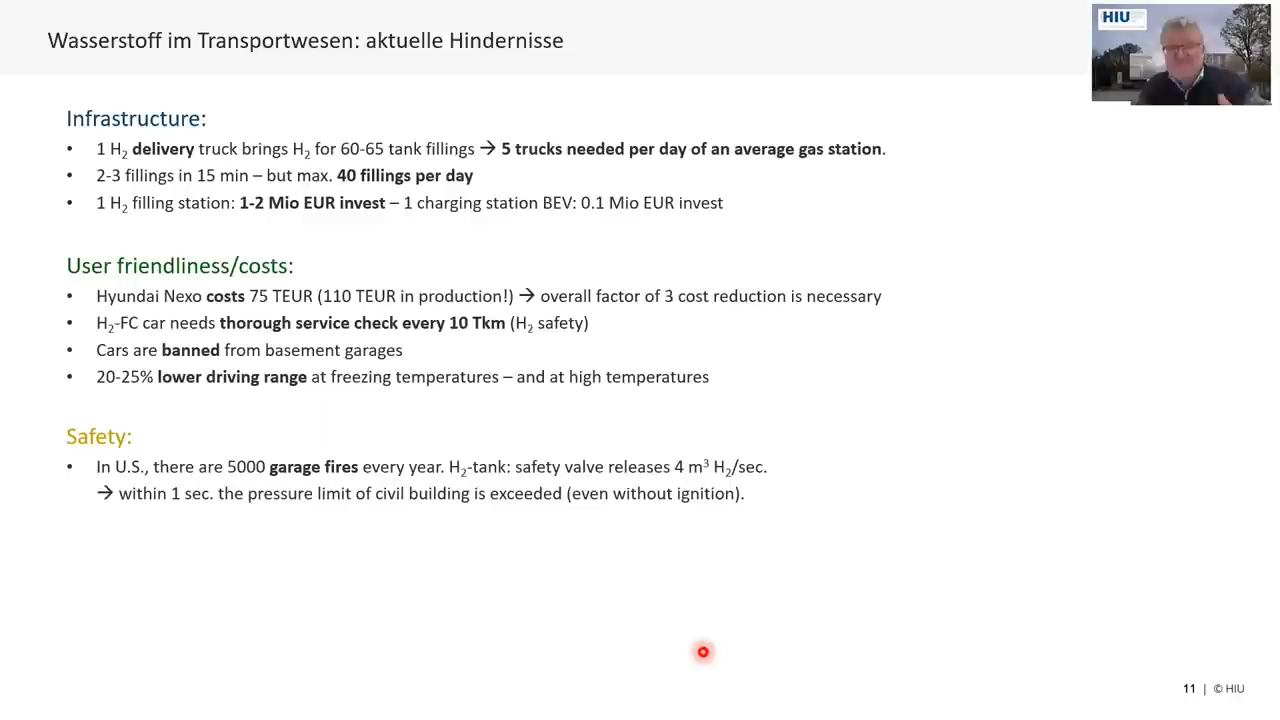 Wasserstoff im Transportwesen: aktuelle Hindernisse
HIU
Infrastructure:
• 1 H₂ delivery truck brings H₂ for 60-65 tank fillings → 5 trucks needed per day of an average gas station.
• 2-3 fillings in 15 min – but max. 40 fillings per day
• 1 H₂ filling station: 1-2 Mio EUR invest – 1 charging station BEV: 0.1 Mio EUR invest
User friendliness/costs:
• Hyundai Nexo costs 75 TEUR (110 TEUR in production!) → overall factor of 3 cost reduction is necessary
• H₂-FC car needs thorough service check every 10 Tkm (H₂ safety)
• Cars are banned from basement garages
• 20-25% lower driving range at freezing temperatures – and at high temperatures
Safety:
• In U.S., there are 5000 garage fires every year. H₂-tank: safety valve releases 4 m³ H₂/sec.
→ within 1 sec. the pressure limit of civil building is exceeded (even without ignition).
11 | © HIU